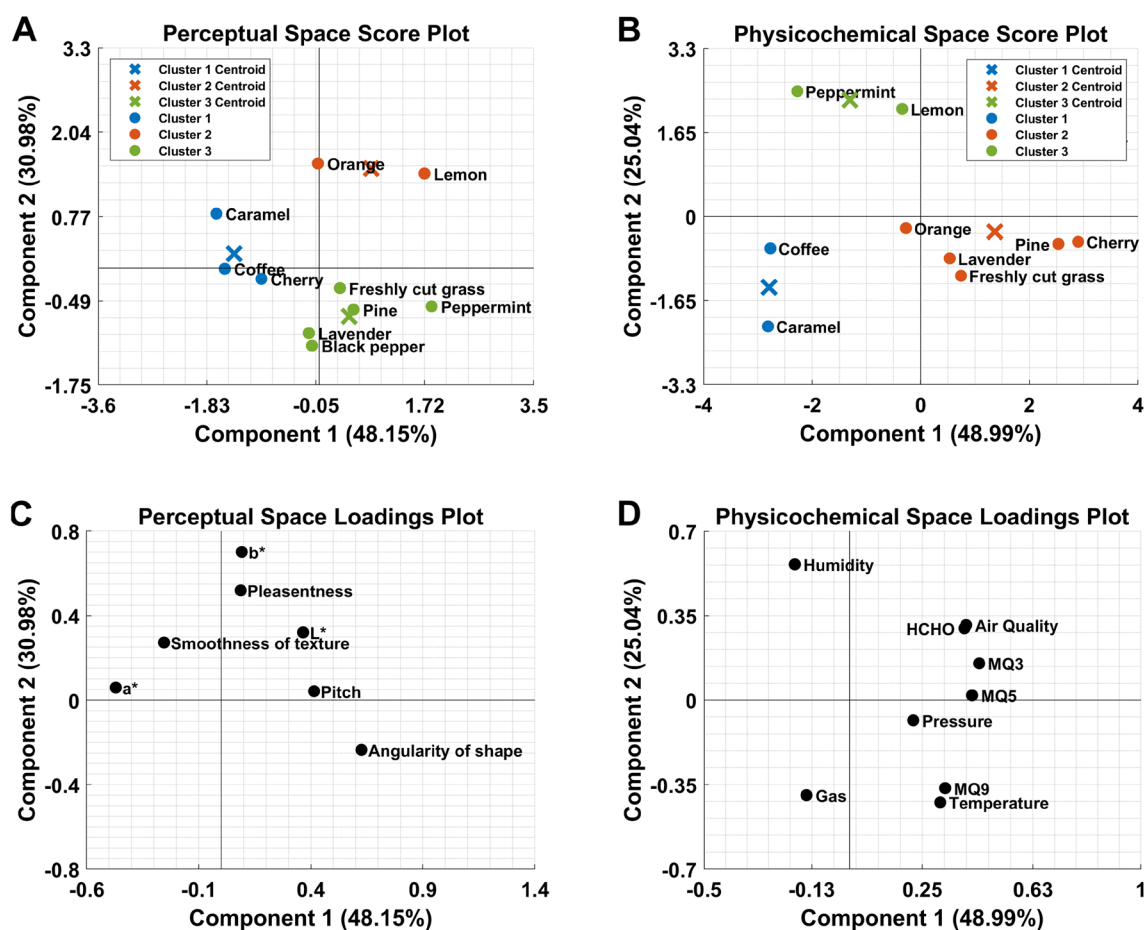 A
Perceptual Space Score Plot
3.3
2.04
0.77
-0.49
-1.75
-3.6
-1.83
-0.05
1.72
3.5
Component 1 (48.15%)
Component 2 (30.98%)
Cluster 1 Centroid
Cluster 2 Centroid
Cluster 3 Centroid
Cluster 1
Cluster 2
Cluster 3
Orange
Lemon
Caramel
Coffee
Cherry
Freshly cut grass
Peppermint
Pine
Lavender
Black pepper
B
Physicochemical Space Score Plot
3.3
1.65
0
-1.65
-3.3
-4
-2
0
2
4
Component 1 (48.99%)
Component 2 (25.04%)
Cluster 1 Centroid
Cluster 2 Centroid
Cluster 3 Centroid
Cluster 1
Cluster 2
Cluster 3
Peppermint
Lemon
Orange
Coffee
Pine
Cherry
Lavender
Freshly cut grass
Caramel
C
Perceptual Space Loadings Plot
0.8
0.4
0
-0.4
-0.8
-0.6
-0.1
0.4
0.9
1.4
Component 1 (48.15%)
Component 2 (30.98%)
b*
Pleasentness
L*
Smoothness of texture
a*
Pitch
Angularity of shape
D
Physicochemical Space Loadings Plot
0.7
0.35
0
-0.35
-0.7
-0.5
-0.13
0.25
0.63
1
Component 1 (48.99%)
Component 2 (25.04%)
Humidity
HCHO
Air Quality
MQ3
MQ5
Pressure
Gas
MQ9
Temperature